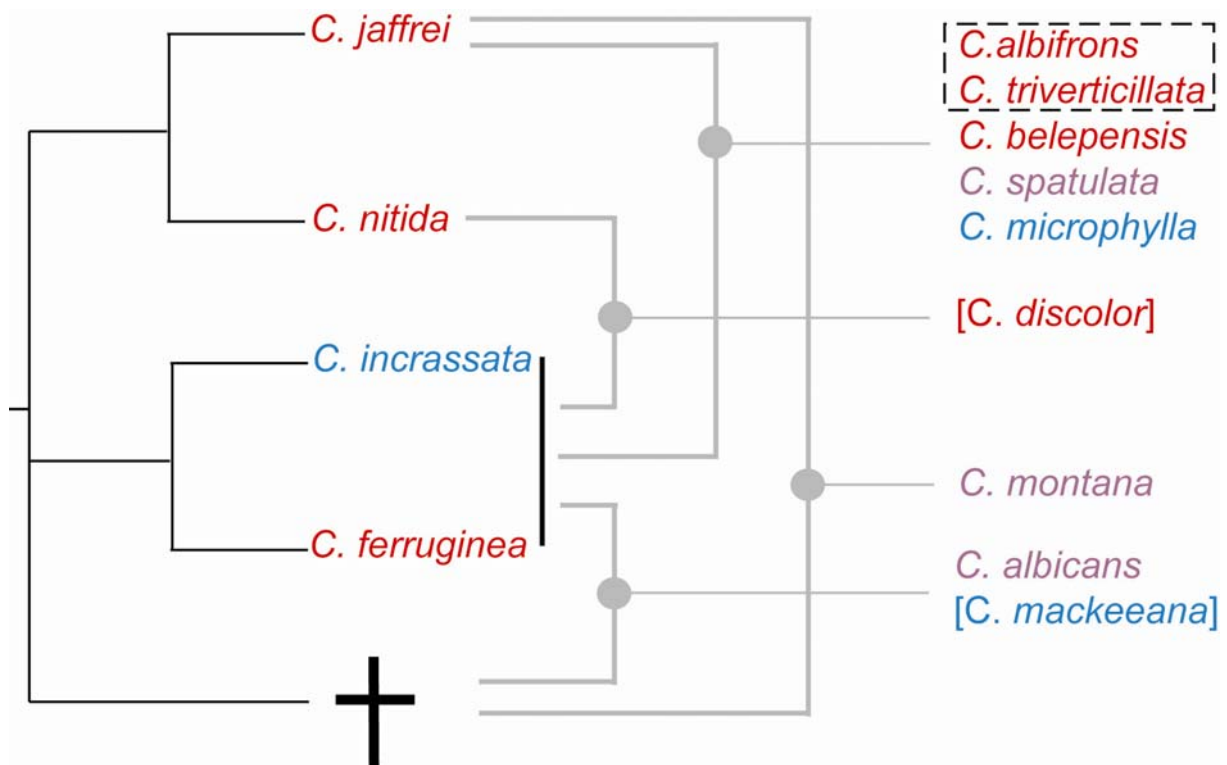 C. jaffrei
C. nitida
C. incrassata
C. ferruginea
C.albifrons
C. triverticillata
C. belepensis
C. spatulata
C. microphylla
[C. discolor]
C. montana
C. albicans
[C. mackeeana]